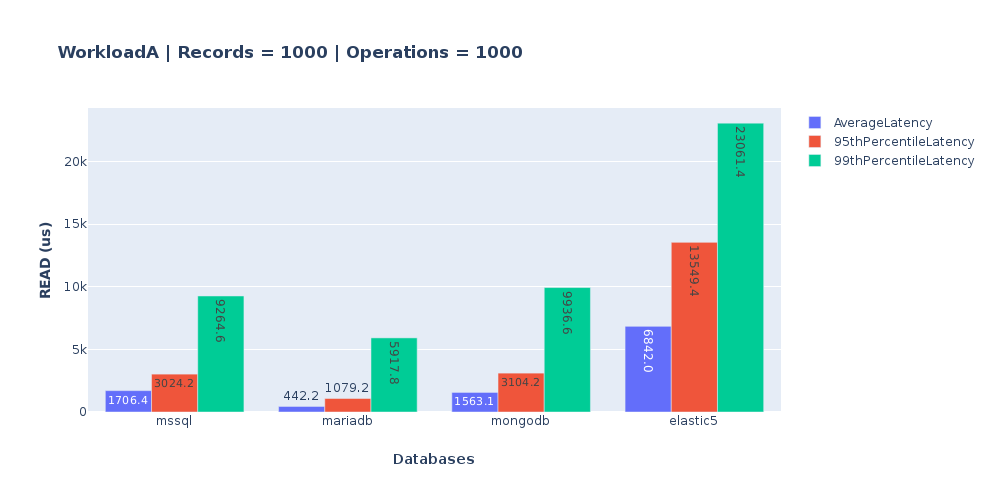 WorkloadA | Records = 1000 | Operations = 1000
AverageLatency
95thPercentileLatency
99thPercentileLatency
READ (us)
20k
15k
10k
5k
0
1706.4
3024.2
9264.6
442.2
1079.2
5917.8
1563.1
3104.2
9936.6
6842.0
13549.4
23061.4
mssql
mariadb
mongodb
elastic5
Databases